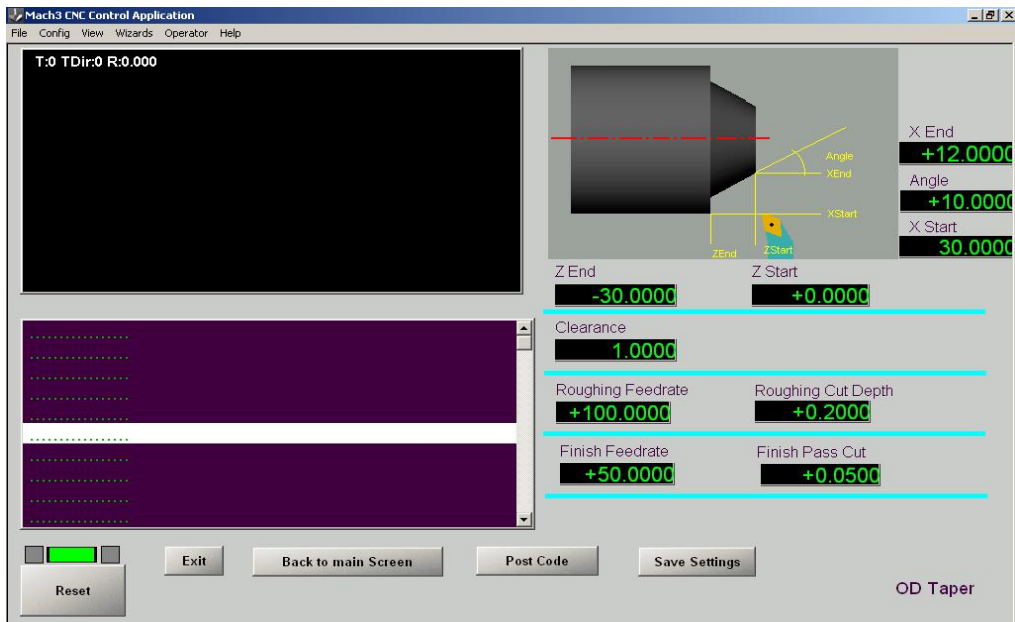 Mach3 CNC Control Application
File Config View Wizards Operator Help
T:0 TDir:0 R:0.000
Angle
XEnd
XStart
ZEnd
ZStart
X End
+12.0000
Angle
+10.0000
X Start
30.0000
Z End
Z Start
-30.0000
+0.0000
Clearance
1.0000
Roughing Feedrate
Roughing Cut Depth
+100.0000
+0.2000
Finish Feedrate
Finish Pass Cut
+50.0000
+0.0500
Exit
Back to main Screen
Post Code
Save Settings
Reset
OD Taper